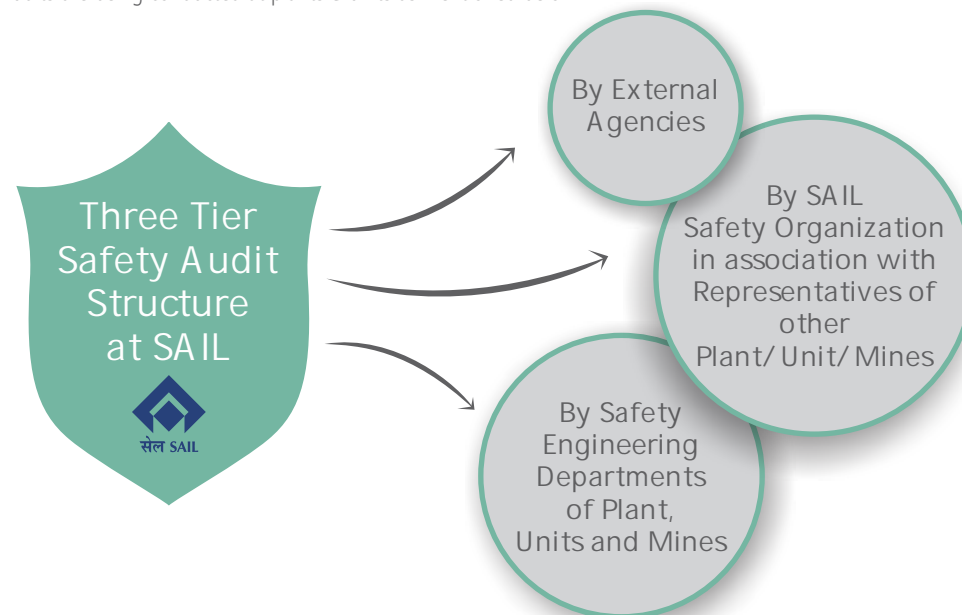 Three Tier
Safety Audit
Structure
at SAIL
सेल SAIL
By External
Agencies
By SAIL
Safety Organization
in association with
Representatives of
other
Plant/Unit/Mines
By Safety
Engineering
Departments
of Plant,
Units and Mines